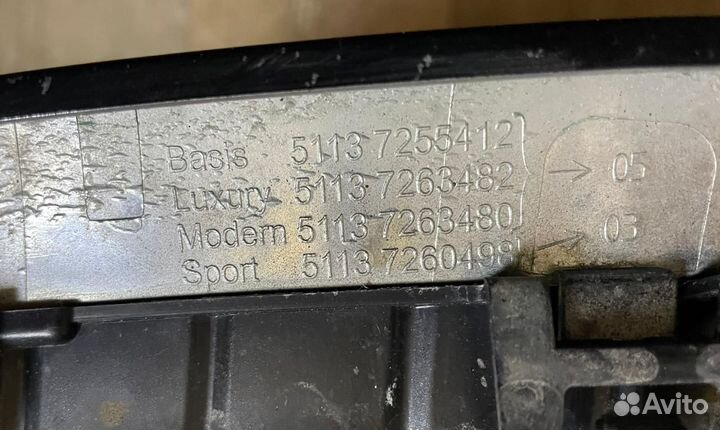 Basis 5113 7255412
Luxury 5113 7263482 → 05
Modern 5113 7263480
Sport 5113 7260498 → 03
Avito